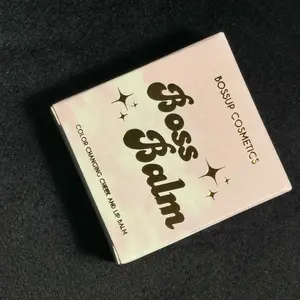 BOSSUP COSMETICS
Boss
Balm
COLOR CHANGING CHEEK AND LIP BALM